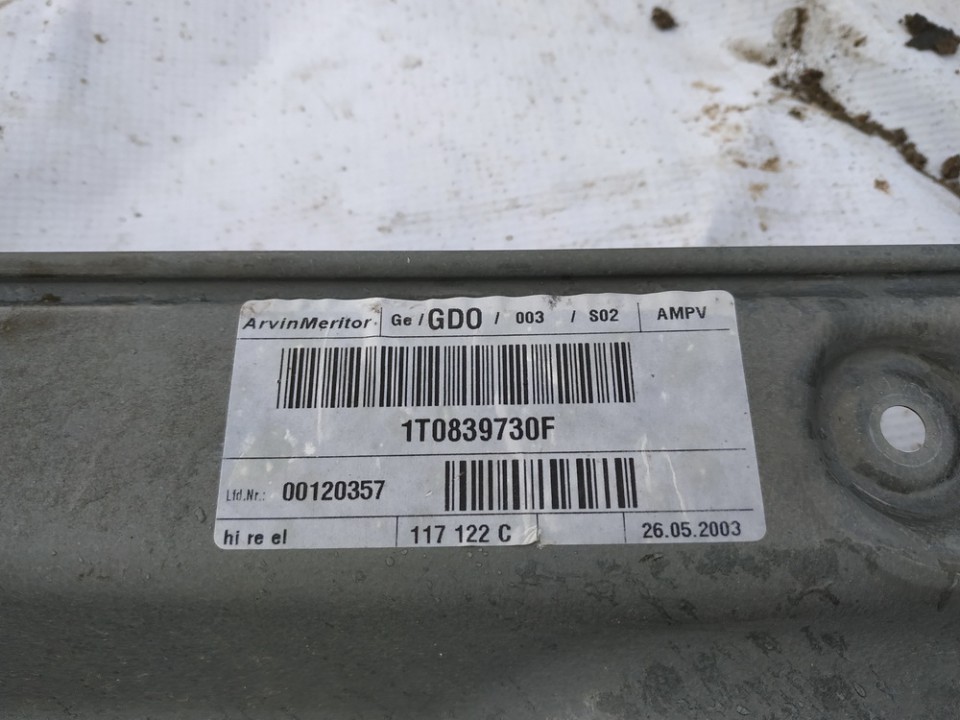 ArvinMeritor Ge / GDO / 003 / S02 AMPV
1T0839730F
Lfd.Nr.: 00120357
hi re el 117 122 C 26.05.2003